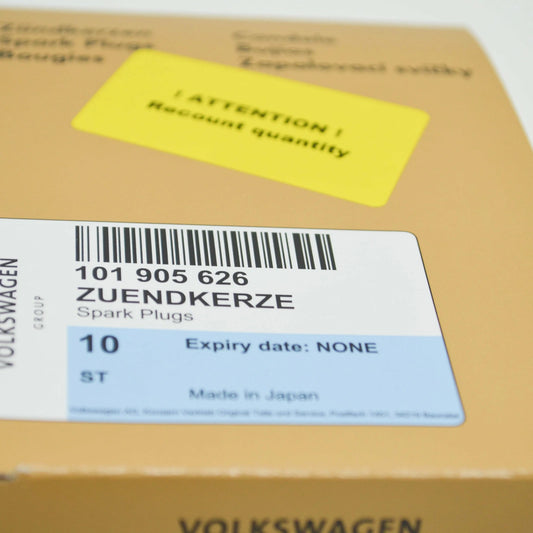 Zündkerzen
Spark Plugs
Bougies
Candele
Bujías
Zapalovací svíčky
! ATTENTION !
Recount quantity
VOLKSWAGEN
GROUP
101 905 626
ZUENDKERZE
Spark Plugs
10
Expiry date: NONE
ST
Made in Japan
VOLKSWAGEN